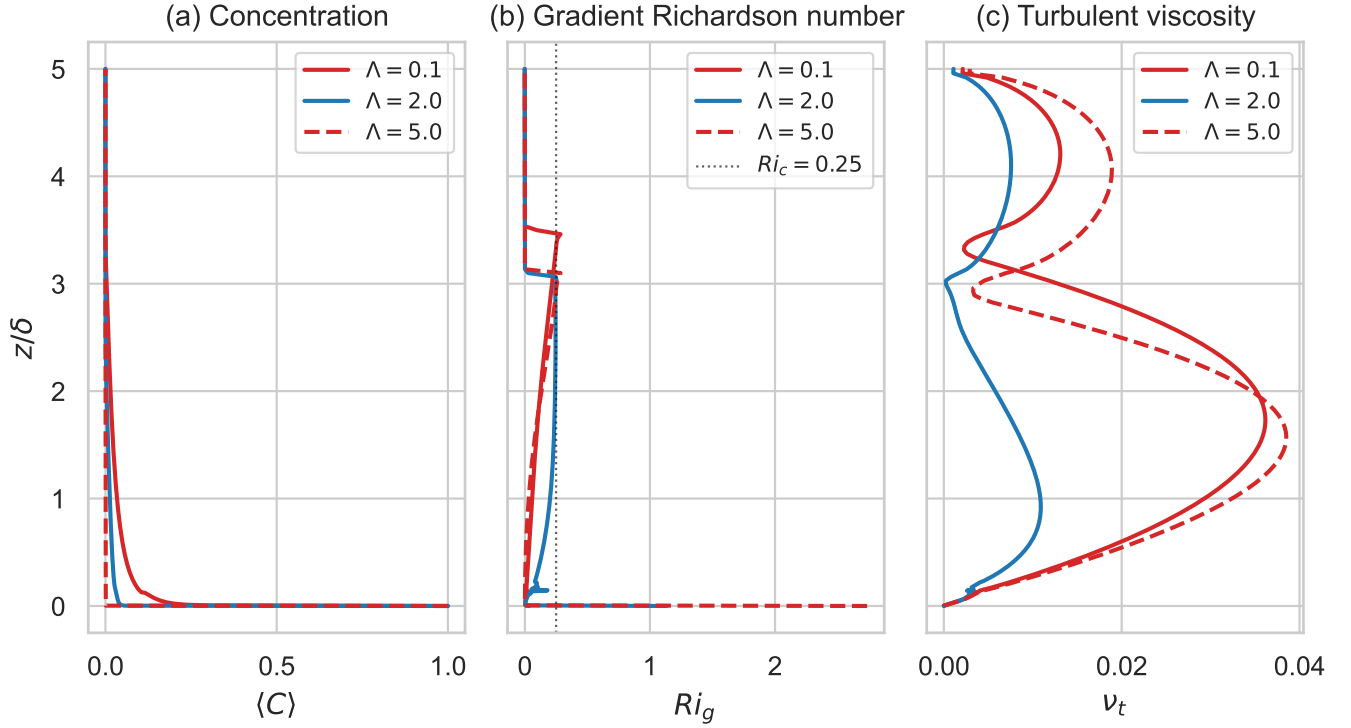 (a) Concentration
(b) Gradient Richardson number
(c) Turbulent viscosity
z/δ
5
4
3
2
1
0
Λ = 0.1
Λ = 2.0
Λ = 5.0
0.0
0.5
1.0
⟨C⟩
Λ = 0.1
Λ = 2.0
Λ = 5.0
Ri_c = 0.25
0
1
2
Ri_g
Λ = 0.1
Λ = 2.0
Λ = 5.0
0.00
0.02
0.04
ν_t